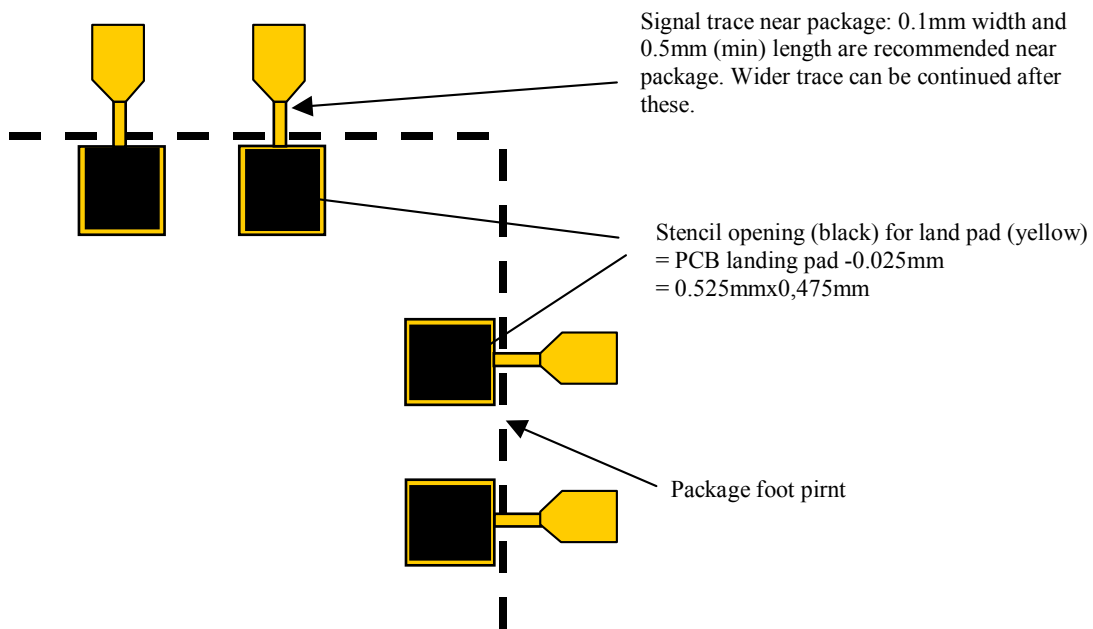 Signal trace near package: 0.1mm width and
0.5mm (min) length are recommended near
package. Wider trace can be continued after
these.
Stencil opening (black) for land pad (yellow)
= PCB landing pad -0.025mm
= 0.525mmx0,475mm
Package foot pirnt